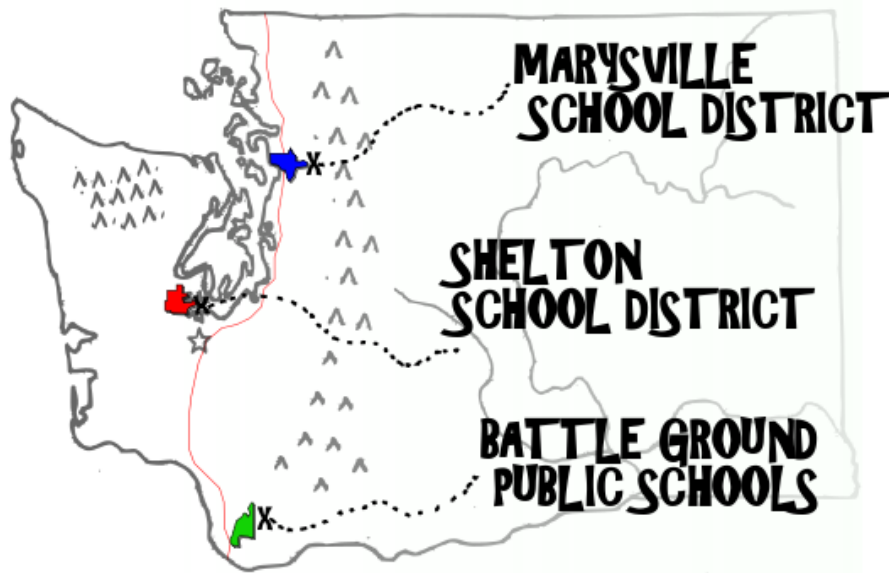 MARYSVILLE
SCHOOL DISTRICT
SHELTON
SCHOOL DISTRICT
BATTLE GROUND
PUBLIC SCHOOLS